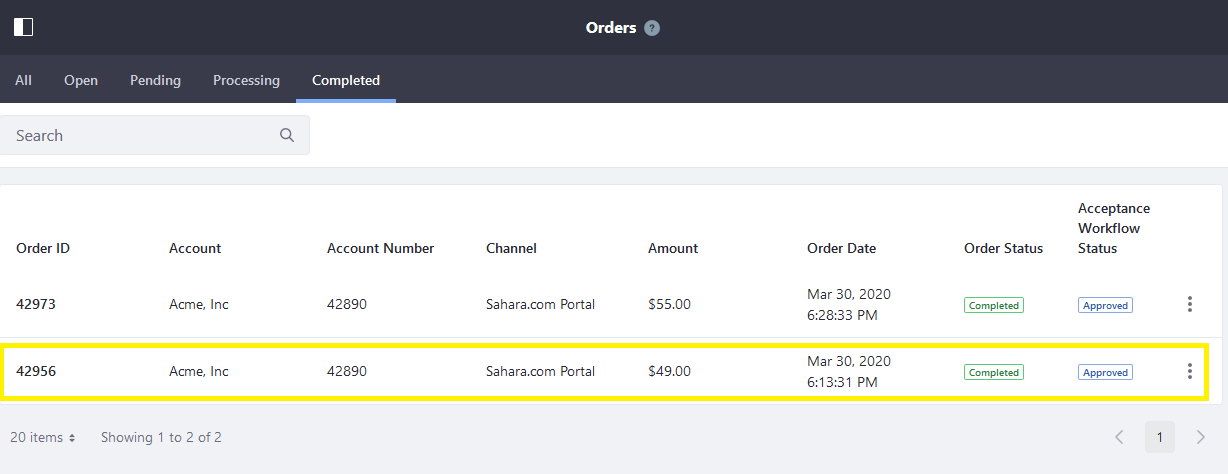 Orders ?
All Open Pending Processing Completed
Search
Order ID Account Account Number Channel Amount Order Date Order Status Acceptance Workflow Status
42973 Acme, Inc 42890 Sahara.com Portal $55.00 Mar 30, 2020 6:28:33 PM Completed Approved
42956 Acme, Inc 42890 Sahara.com Portal $49.00 Mar 30, 2020 6:13:31 PM Completed Approved
20 items Showing 1 to 2 of 2 1